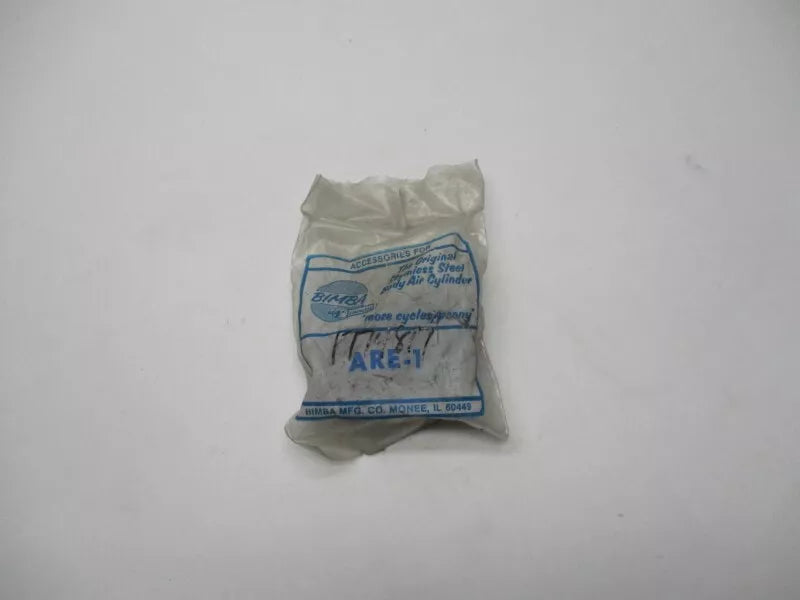 ACCESSORIES FOR
The Original
Stainless Steel
Body Air Cylinder
BIMBA
"more cycles/penny"
ARE-1
BIMBA MFG. CO. MONEE, IL 60449